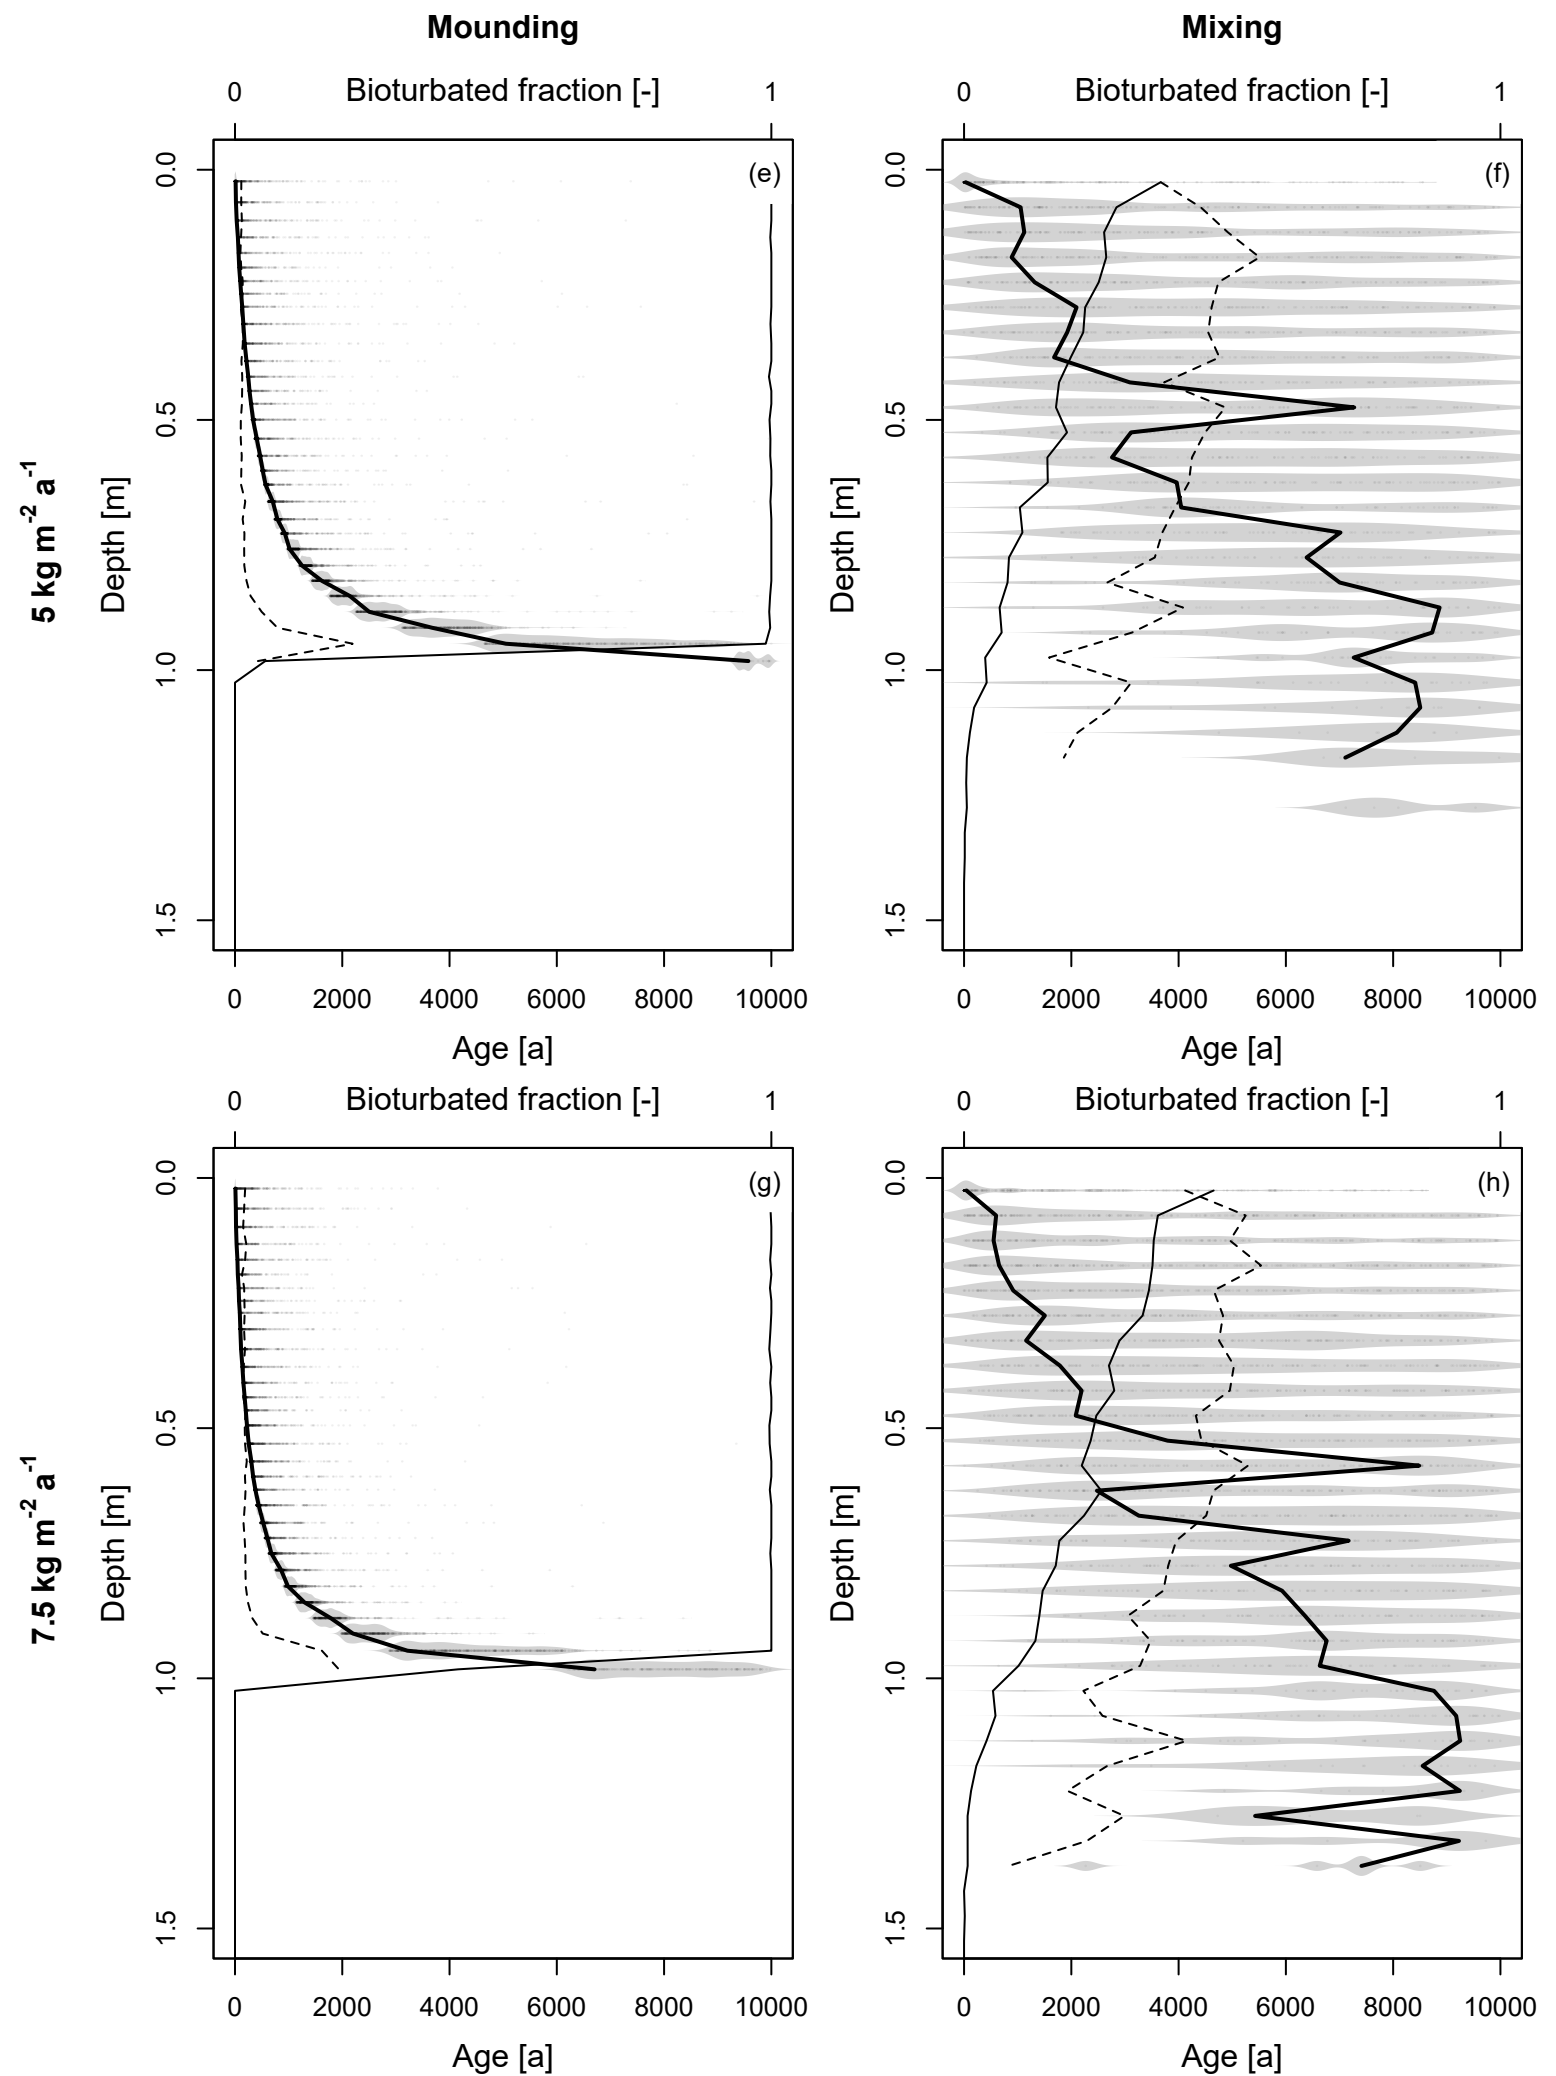 Mounding
Mixing
0 Bioturbated fraction [-] 1
0 Bioturbated fraction [-] 1
(e)
(f)
0.0
0.5
1.0
1.5
Depth [m]
5 kg m-2 a-1
0.0
0.5
1.0
1.5
Depth [m]
0 2000 4000 6000 8000 10000
0 2000 4000 6000 8000 10000
Age [a]
Age [a]
0 Bioturbated fraction [-] 1
0 Bioturbated fraction [-] 1
(g)
(h)
0.0
0.5
1.0
1.5
Depth [m]
7.5 kg m-2 a-1
0.0
0.5
1.0
1.5
Depth [m]
0 2000 4000 6000 8000 10000
0 2000 4000 6000 8000 10000
Age [a]
Age [a]